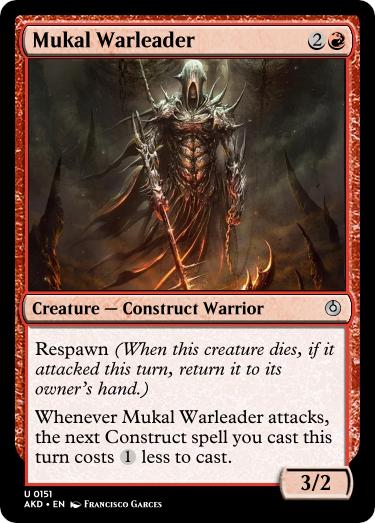 Mukal Warleader 2
Creature — Construct Warrior
Respawn (When this creature dies, if it
attacked this turn, return it to its
owner's hand.)
Whenever Mukal Warleader attacks,
the next Construct spell you cast this
turn costs 1 less to cast.
3/2
U 0151
AKD • EN Francisco Garces